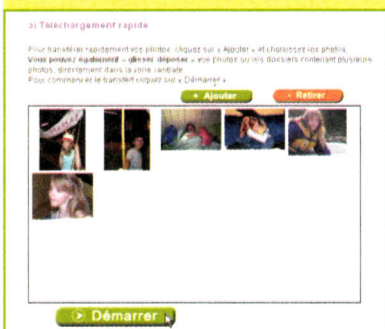 2) Téléchargement rapide
Pour transférer rapidement vos photos, cliquez sur « Ajouter » et choisissez vos photos.
Vous pouvez également « glisser déposer » vos photos ou vos dossiers contenant plusieurs
photos, directement dans la zone centrale
Pour commencer le transfert cliquez sur « Démarrer »
+ Ajouter
- Retirer
Démarrer